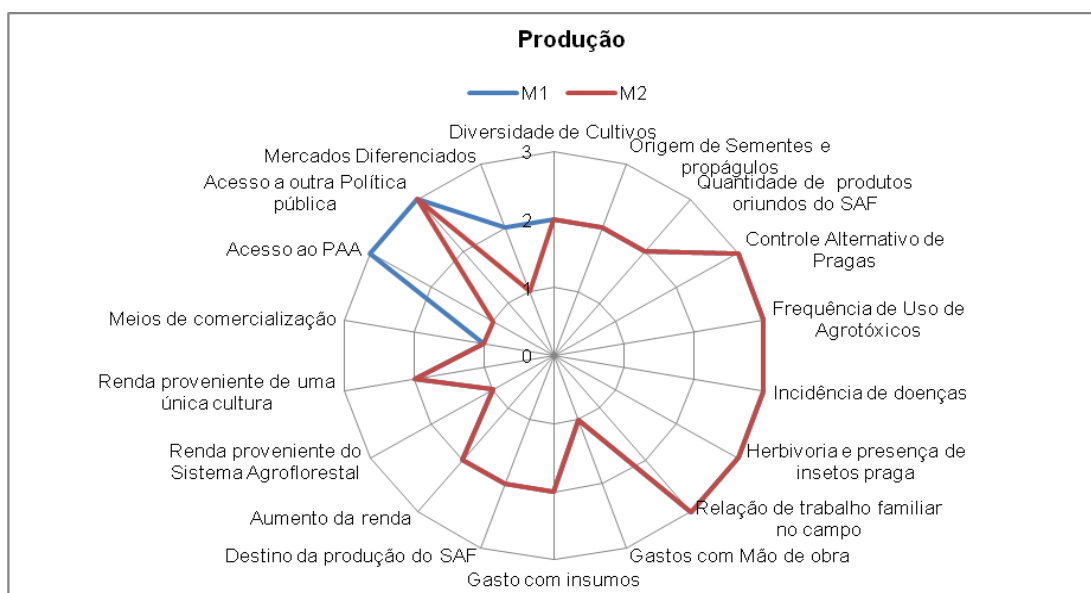 Produção
M1
M2
Diversidade de Cultivos
Origem de Sementes e
propágulos
Quantidade de produtos
oriundos do SAF
Controle Alternativo de
Pragas
Frequência de Uso de
Agrotóxicos
Incidência de doenças
Herbivoria e presença de
insetos praga
Relação de trabalho familiar
no campo
Gastos com Mão de obra
Gasto com insumos
Destino da produção do SAF
Aumento da renda
Renda proveniente do
Sistema Agroflorestal
Renda proveniente de uma
única cultura
Meios de comercialização
Acesso ao PAA
Acesso a outra Política
pública
Mercados Diferenciados
3
2
1
0